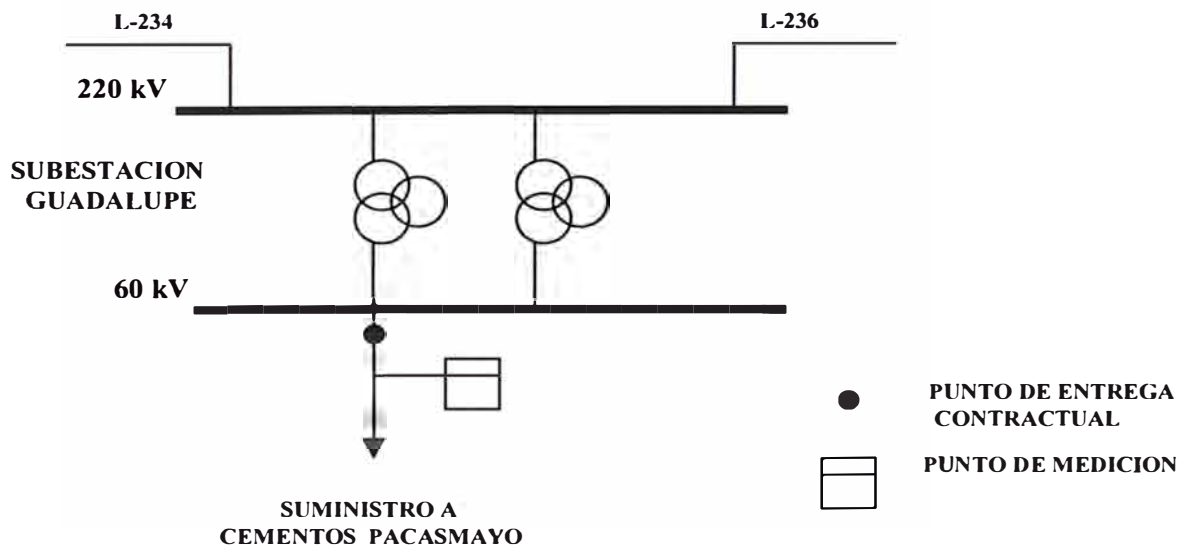 L-234
L-236
220 kV
SUBESTACION
GUADALUPE
60 kV
PUNTO DE ENTREGA
CONTRACTUAL
PUNTO DE MEDICION
SUMINISTRO A
CEMENTOS PACASMAYO